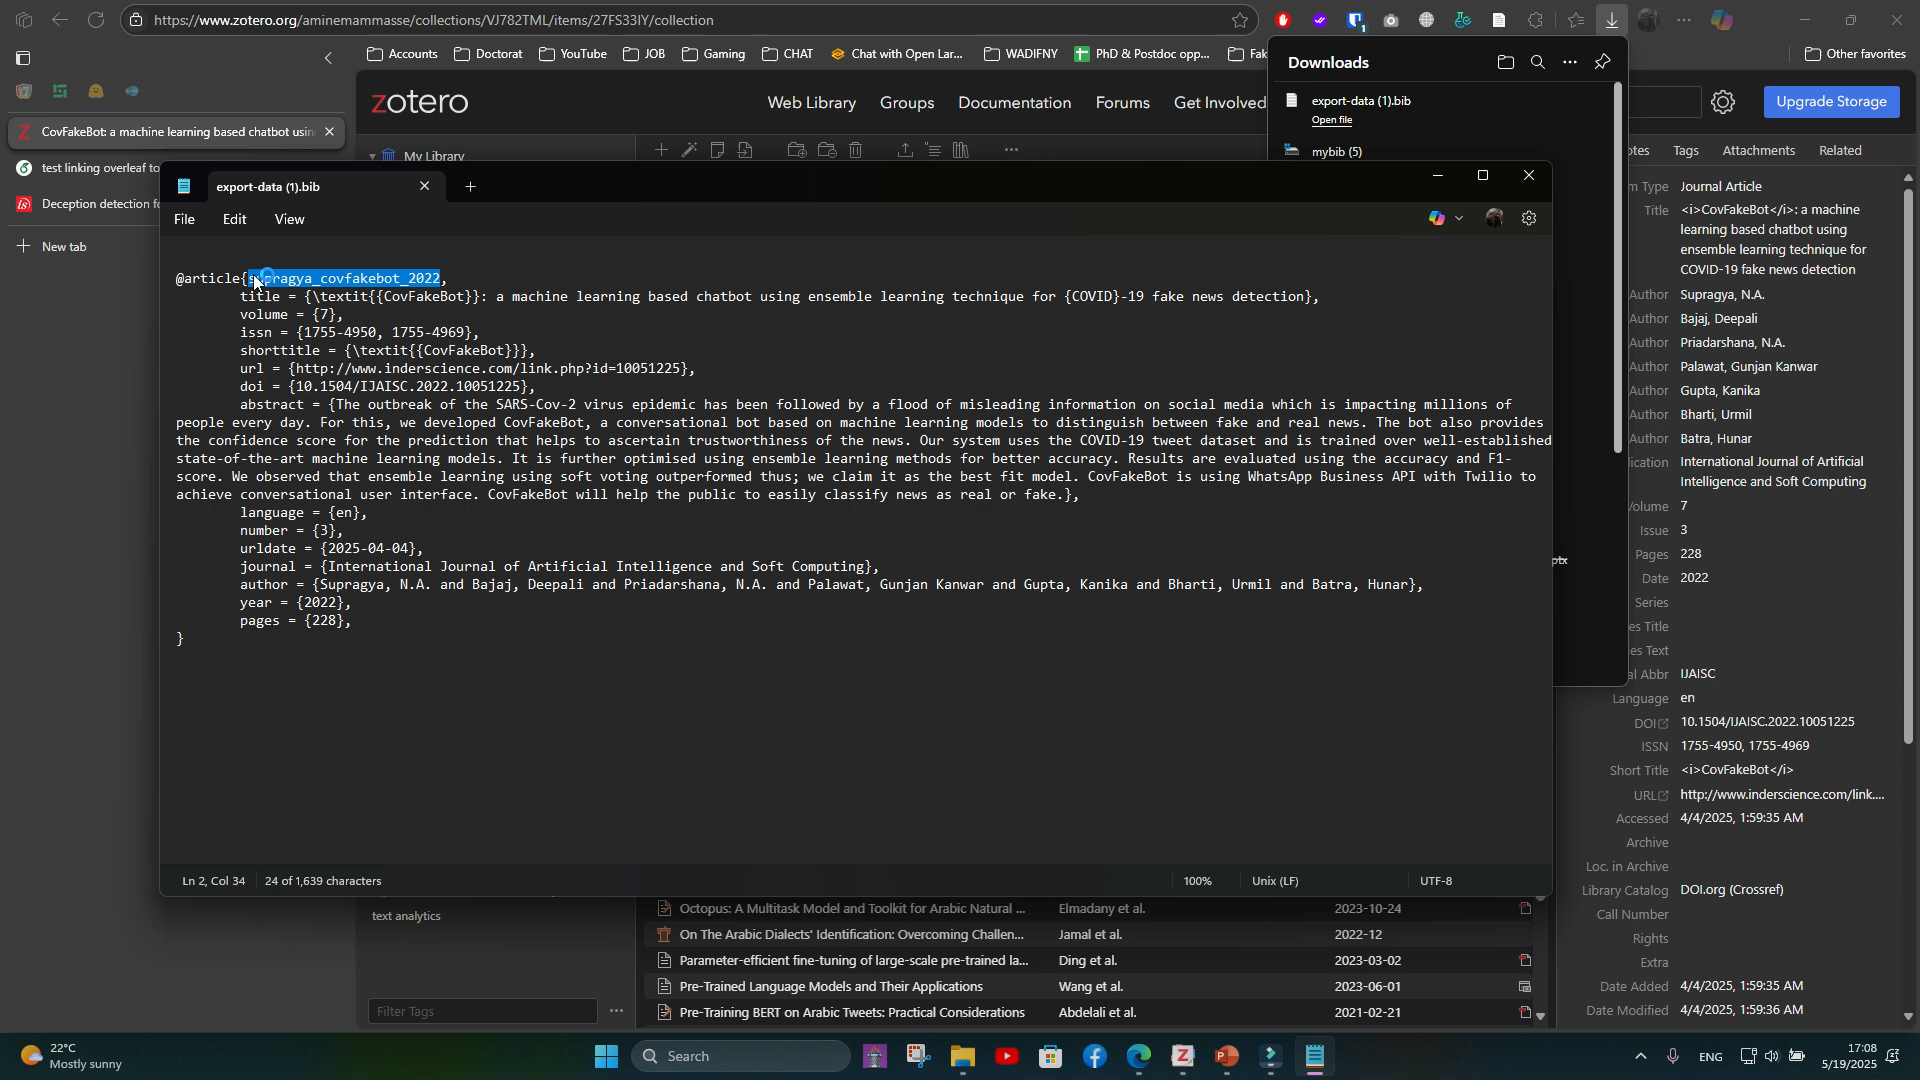 https://www.zotero.org/aminemammasse/collections/VJ782TML/items/27FS33IY/collection
Accounts
Doctorat
YouTube
JOB
Gaming
CHAT
Chat with Open Lar...
WADIFNY
PhD & Postdoc opp...
Fak
Other favorites
Downloads
export-data (1).bib
Open file
mybib (5)
zotero
Web Library
Groups
Documentation
Forums
Get Involved
Upgrade Storage
CovFakeBot: a machine learning based chatbot usin
test linking overleaf to
Deception detection fo
New tab
My Library
otes
Tags
Attachments
Related
export-data (1).bib
File
Edit
View
@article{supragya_covfakebot_2022,
title = {\textit{{CovFakeBot}}: a machine learning based chatbot using ensemble learning technique for {COVID}-19 fake news detection},
volume = {7},
issn = {1755-4950, 1755-4969},
shorttitle = {\textit{{CovFakeBot}}},
url = {http://www.inderscience.com/link.php?id=10051225},
doi = {10.1504/IJAISC.2022.10051225},
abstract = {The outbreak of the SARS-Cov-2 virus epidemic has been followed by a flood of misleading information on social media which is impacting millions of
people every day. For this, we developed CovFakeBot, a conversational bot based on machine learning models to distinguish between fake and real news. The bot also provides
the confidence score for the prediction that helps to ascertain trustworthiness of the news. Our system uses the COVID-19 tweet dataset and is trained over well-established
state-of-the-art machine learning models. It is further optimised using ensemble learning methods for better accuracy. Results are evaluated using the accuracy and F1-
score. We observed that ensemble learning using soft voting outperformed thus; we claim it as the best fit model. CovFakeBot is using WhatsApp Business API with Twilio to
achieve conversational user interface. CovFakeBot will help the public to easily classify news as real or fake.},
language = {en},
number = {3},
urldate = {2025-04-04},
journal = {International Journal of Artificial Intelligence and Soft Computing},
author = {Supragya, N.A. and Bajaj, Deepali and Priadarshana, N.A. and Palawat, Gunjan Kanwar and Gupta, Kanika and Bharti, Urmil and Batra, Hunar},
year = {2022},
pages = {228},
}
Ln 2, Col 34
24 of 1,639 characters
100%
Unix (LF)
UTF-8
ptx
m Type Journal Article
Title <i>CovFakeBot</i>: a machine
learning based chatbot using
ensemble learning technique for
COVID-19 fake news detection
Author Supragya, N.A.
Author Bajaj, Deepali
Author Priadarshana, N.A.
Author Palawat, Gunjan Kanwar
Author Gupta, Kanika
Author Bharti, Urmil
Author Batra, Hunar
ication International Journal of Artificial
Intelligence and Soft Computing
Volume 7
Issue 3
Pages 228
Date 2022
Series
es Title
es Text
al Abbr IJAISC
Language en
DOI 10.1504/IJAISC.2022.10051225
ISSN 1755-4950, 1755-4969
Short Title <i>CovFakeBot</i>
URL http://www.inderscience.com/link....
Accessed 4/4/2025, 1:59:35 AM
Archive
Loc. in Archive
Library Catalog DOI.org (Crossref)
Call Number
Rights
Extra
Date Added 4/4/2025, 1:59:35 AM
Date Modified 4/4/2025, 1:59:36 AM
text analytics
Filter Tags
Octopus: A Multitask Model and Toolkit for Arabic Natural ... Elmadany et al. 2023-10-24
On The Arabic Dialects' Identification: Overcoming Challen... Jamal et al. 2022-12
Parameter-efficient fine-tuning of large-scale pre-trained la... Ding et al. 2023-03-02
Pre-Trained Language Models and Their Applications Wang et al. 2023-06-01
Pre-Training BERT on Arabic Tweets: Practical Considerations Abdelali et al. 2021-02-21
22°C
Mostly sunny
Search
ENG
17:08
5/19/2025